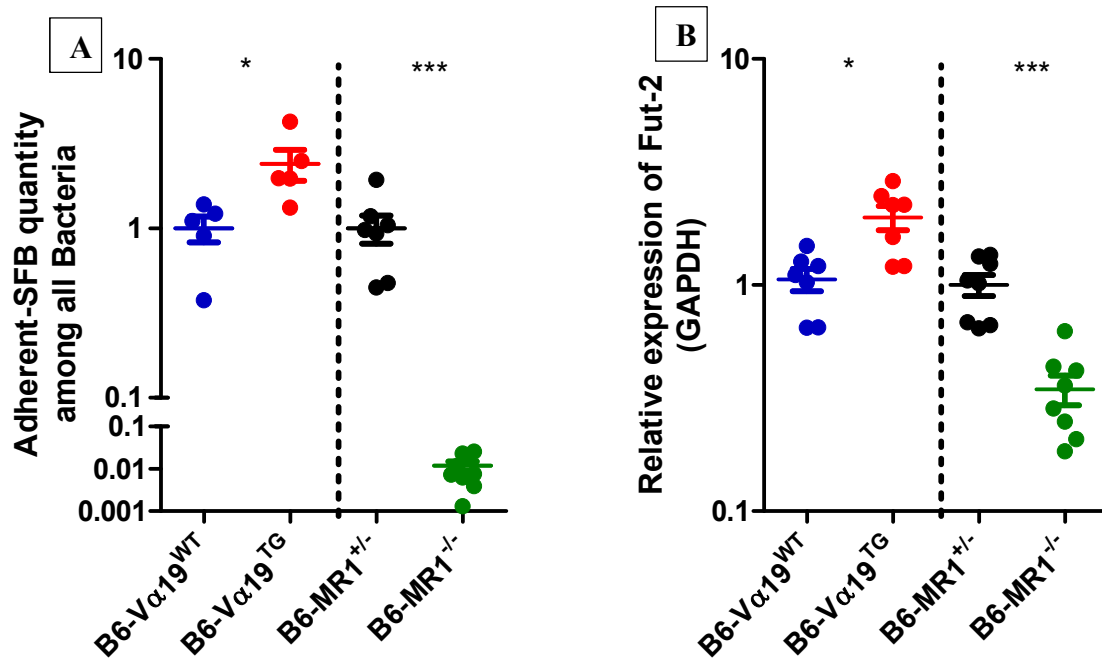 A
Adherent-SFB quantity
among all Bacteria
10
1
0.1
0.1
0.01
0.001
*
***
B6-Vα19WT
B6-Vα19TG
B6-MR1+/-
B6-MR1-/-
B
Relative expression of Fut-2
(GAPDH)
10
1
0.1
*
***
B6-Vα19WT
B6-Vα19TG
B6-MR1+/-
B6-MR1-/-